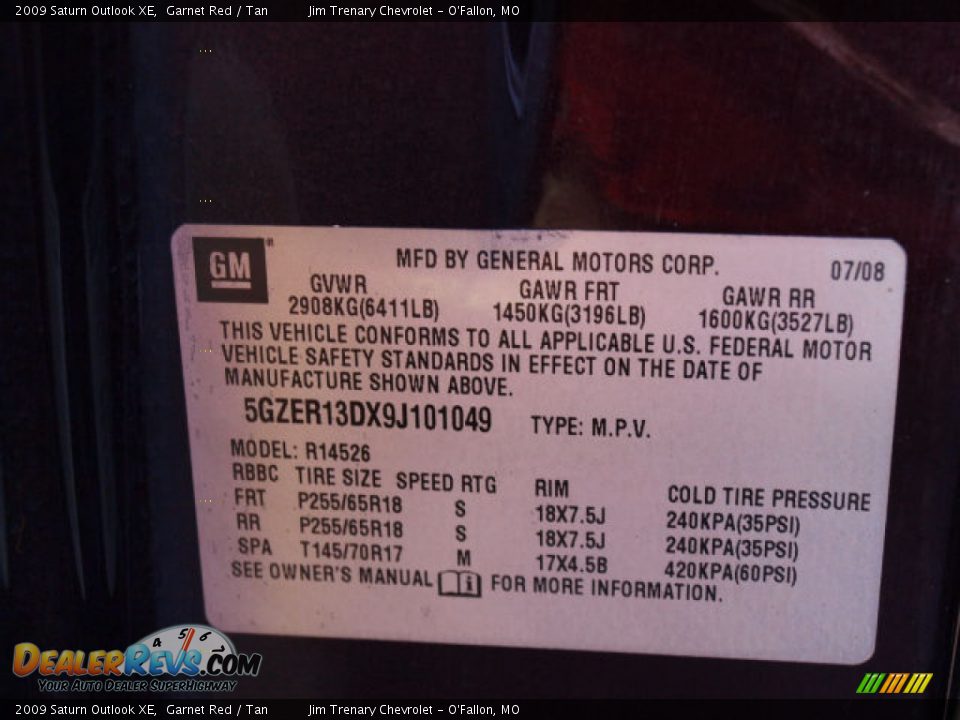 2009 Saturn Outlook XE, Garnet Red / Tan Jim Trenary Chevrolet - O'Fallon, MO
GM
MFD BY GENERAL MOTORS CORP. 07/08
GVWR GAWR FRT GAWR RR
2908KG(6411LB) 1450KG(3196LB) 1600KG(3527LB)
THIS VEHICLE CONFORMS TO ALL APPLICABLE U.S. FEDERAL MOTOR
VEHICLE SAFETY STANDARDS IN EFFECT ON THE DATE OF
MANUFACTURE SHOWN ABOVE.
5GZER13DX9J101049 TYPE: M.P.V.
MODEL: R14526
RBBC TIRE SIZE SPEED RTG RIM COLD TIRE PRESSURE
FRT P255/65R18 S 18X7.5J 240KPA(35PSI)
RR P255/65R18 S 18X7.5J 240KPA(35PSI)
SPA T145/70R17 M 17X4.5B 420KPA(60PSI)
SEE OWNER'S MANUAL i FOR MORE INFORMATION.
4 5 6
DEALERREVS.COM
Your Auto Dealer SuperHighway
2009 Saturn Outlook XE, Garnet Red / Tan Jim Trenary Chevrolet - O'Fallon, MO